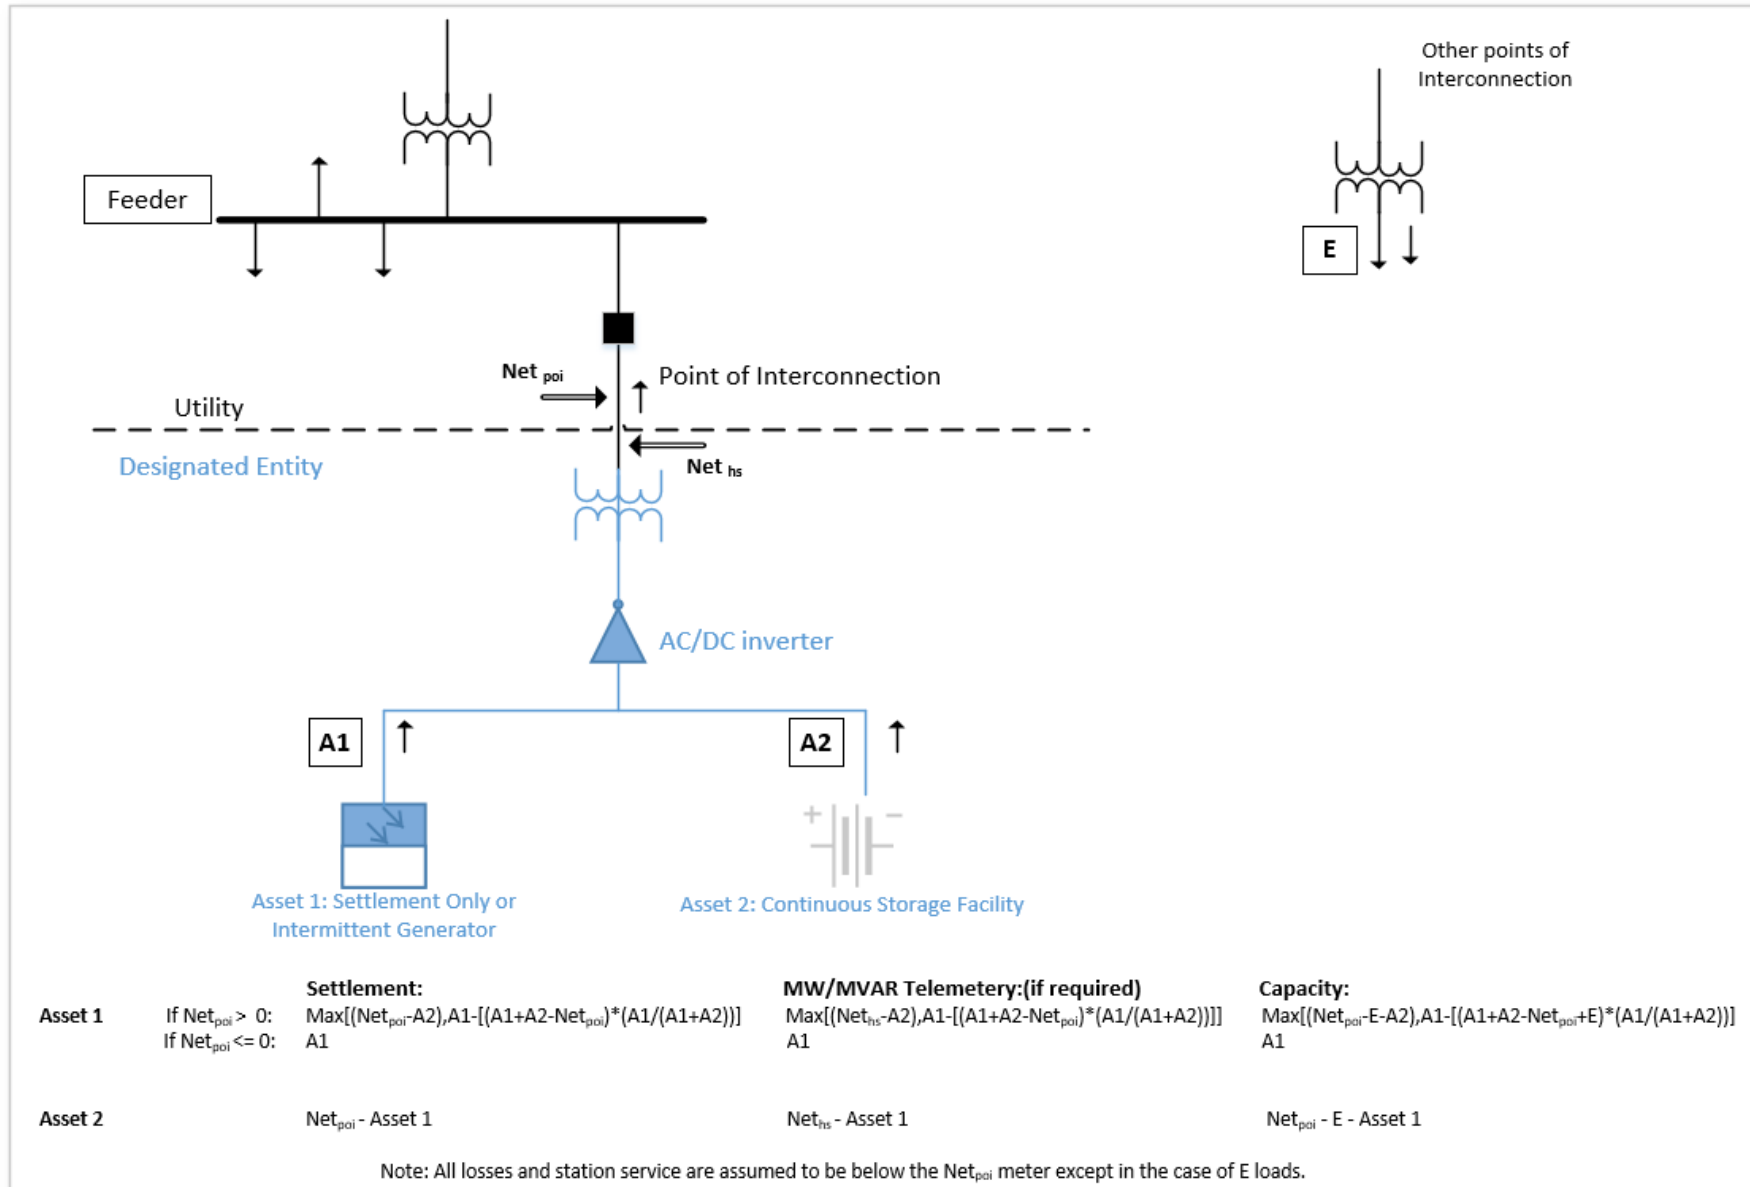 Other points of
Interconnection
Feeder
E
Net poi
Point of Interconnection
Utility
Designated Entity
Net hs
AC/DC inverter
A1
A2
+ −
Asset 1: Settlement Only or
Intermittent Generator
Asset 2: Continuous Storage Facility
Settlement: MW/MVAR Telemetery:(if required) Capacity:
Asset 1 If Netpoi > 0: Max[(Netpoi-A2),A1-[(A1+A2-Netpoi)*(A1/(A1+A2))] Max[(Neths-A2),A1-[(A1+A2-Netpoi)*(A1/(A1+A2))]] Max[(Netpoi-E-A2),A1-[(A1+A2-Netpoi+E)*(A1/(A1+A2))]
If Netpoi <= 0: A1 A1 A1
Asset 2 Netpoi - Asset 1 Neths - Asset 1 Netpoi - E - Asset 1
Note: All losses and station service are assumed to be below the Netpoi meter except in the case of E loads.